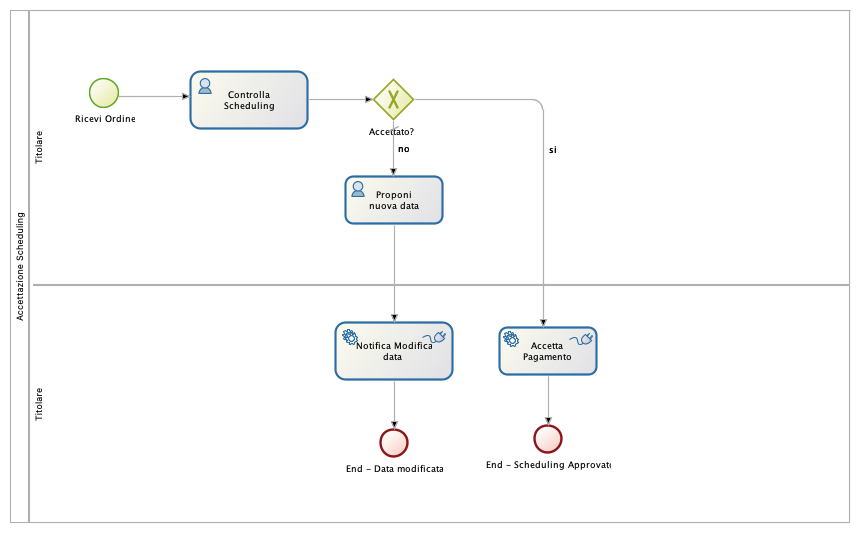 Accettazione Scheduling
Titolare
Ricevi Ordine
Controlla
Scheduling
Accettato?
no
si
Proponi
nuova data
Titolare
Notifica Modifica
data
Accetta
Pagamento
End - Data modificata
End - Scheduling Approvato